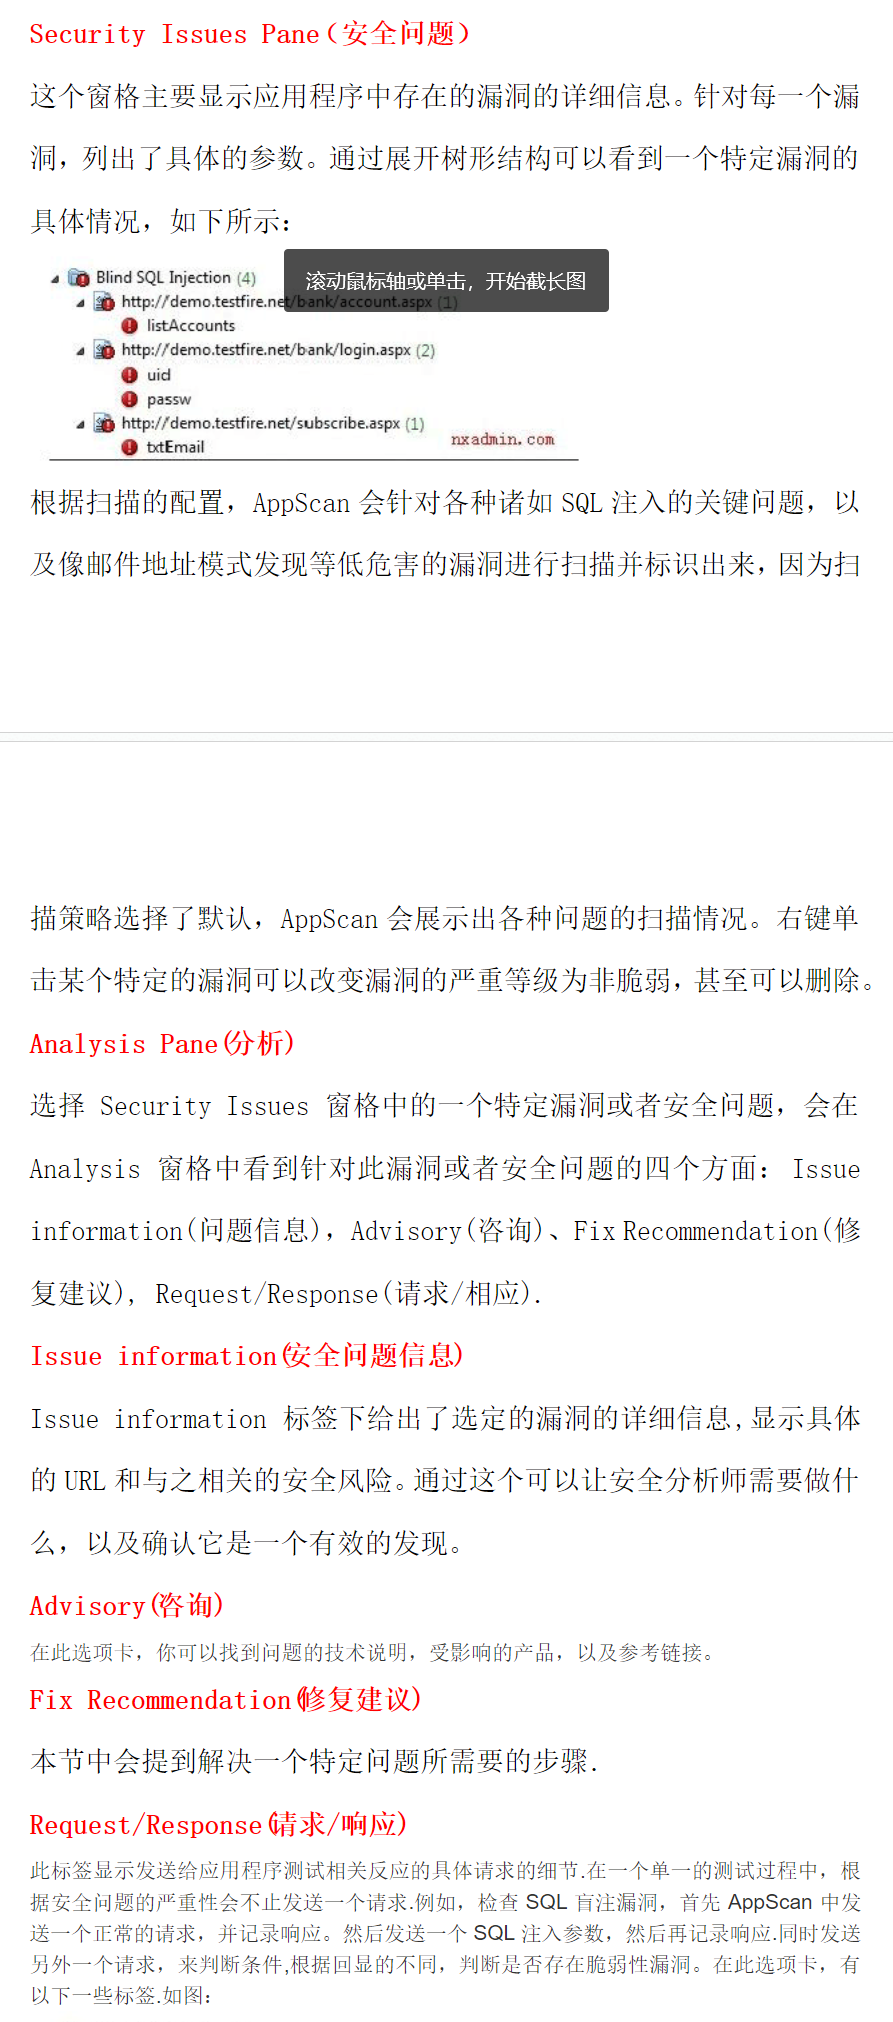 Security Issues Pane（安全问题）
这个窗格主要显示应用程序中存在的漏洞的详细信息。针对每一个漏
洞，列出了具体的参数。通过展开树形结构可以看到一个特定漏洞的
具体情况，如下所示：
滚动鼠标轴或单击，开始截长图
Blind SQL Injection (4)
http://demo.testfire.net/bank/account.aspx (1)
listAccounts
http://demo.testfire.net/bank/login.aspx (2)
uid
passw
http://demo.testfire.net/subscribe.aspx (1)
txtEmail
nxadmin.com
根据扫描的配置，AppScan 会针对各种诸如 SQL 注入的关键问题，以
及像邮件地址模式发现等低危害的漏洞进行扫描并标识出来，因为扫
描策略选择了默认，AppScan 会展示出各种问题的扫描情况。右键单
击某个特定的漏洞可以改变漏洞的严重等级为非脆弱，甚至可以删除。
Analysis Pane(分析)
选择 Security Issues 窗格中的一个特定漏洞或者安全问题，会在
Analysis 窗格中看到针对此漏洞或者安全问题的四个方面：Issue
information(问题信息)，Advisory(咨询)、Fix Recommendation(修
复建议)，Request/Response(请求/相应).
Issue information(安全问题信息)
Issue information 标签下给出了选定的漏洞的详细信息,显示具体
的 URL 和与之相关的安全风险。通过这个可以让安全分析师需要做什
么，以及确认它是一个有效的发现。
Advisory(咨询)
在此选项卡，你可以找到问题的技术说明，受影响的产品，以及参考链接。
Fix Recommendation(修复建议)
本节中会提到解决一个特定问题所需要的步骤.
Request/Response(请求/响应)
此标签显示发送给应用程序测试相关反应的具体请求的细节.在一个单一的测试过程中，根
据安全问题的严重性会不止发送一个请求.例如，检查 SQL 盲注漏洞，首先 AppScan 中发
送一个正常的请求，并记录响应。然后发送一个 SQL 注入参数，然后再记录响应.同时发送
另外一个请求，来判断条件,根据回显的不同，判断是否存在脆弱性漏洞。在此选项卡，有
以下一些标签.如图：